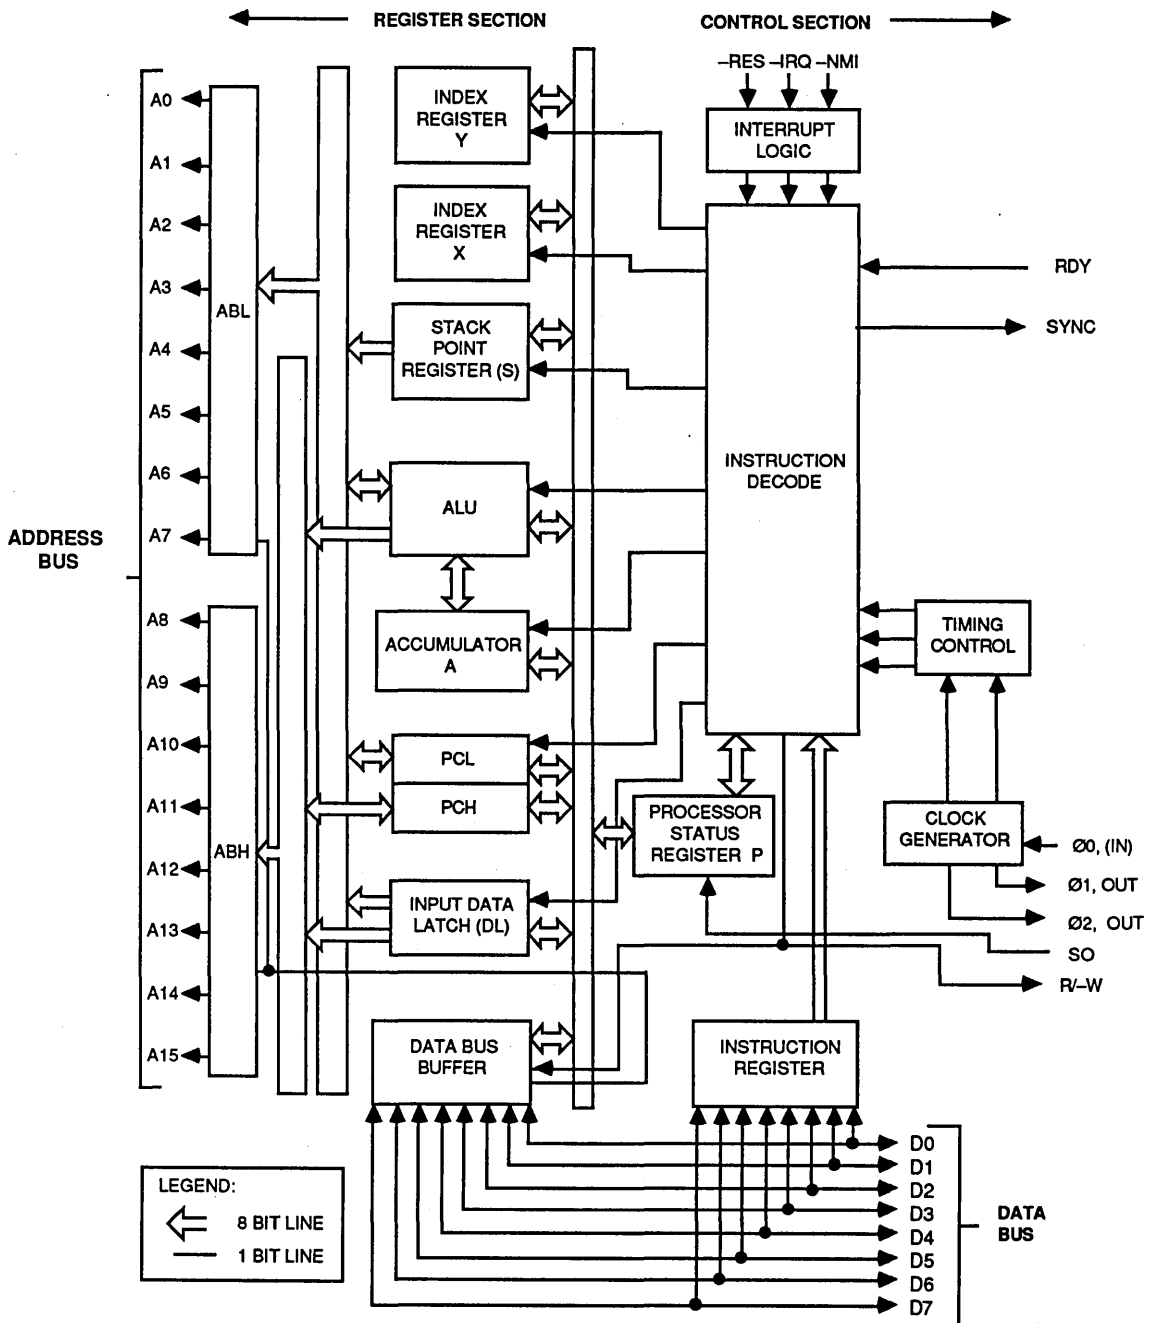 REGISTER SECTION
CONTROL SECTION
–RES –IRQ –NMI
INTERRUPT
LOGIC
INDEX
REGISTER
Y
INDEX
REGISTER
X
STACK
POINT
REGISTER (S)
ALU
ACCUMULATOR
A
PCL
PCH
INPUT DATA
LATCH (DL)
DATA BUS
BUFFER
INSTRUCTION
DECODE
PROCESSOR
STATUS
REGISTER P
INSTRUCTION
REGISTER
TIMING
CONTROL
CLOCK
GENERATOR
RDY
SYNC
Ø0, (IN)
Ø1, OUT
Ø2, OUT
SO
R/–W
ADDRESS
BUS
A0
A1
A2
A3
A4
A5
A6
A7
A8
A9
A10
A11
A12
A13
A14
A15
ABL
ABH
D0
D1
D2
D3
D4
D5
D6
D7
DATA
BUS
LEGEND:
8 BIT LINE
1 BIT LINE